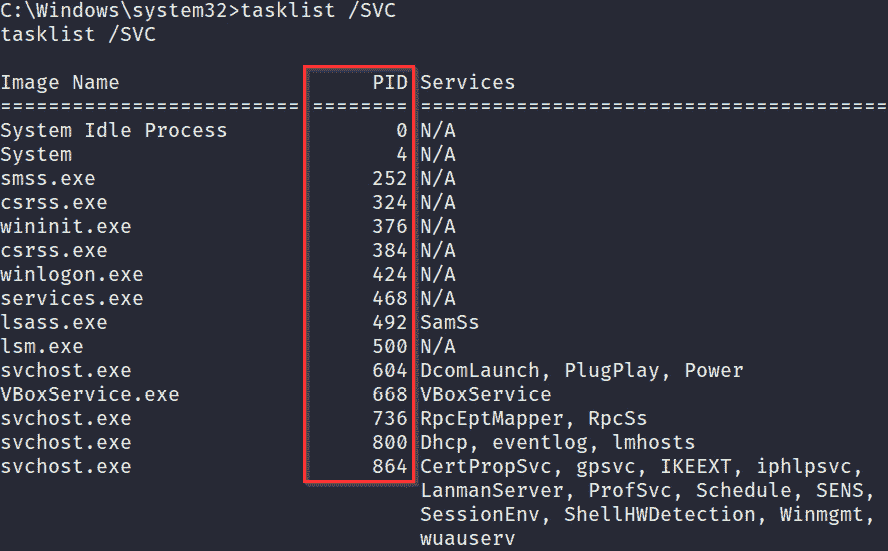 C:\Windows\system32>tasklist /SVC
tasklist /SVC
Image Name                     PID Services
========================= ======== ============================================
System Idle Process              0 N/A
System                           4 N/A
smss.exe                       252 N/A
csrss.exe                      324 N/A
wininit.exe                    376 N/A
csrss.exe                      384 N/A
winlogon.exe                   424 N/A
services.exe                   468 N/A
lsass.exe                      492 SamSs
lsm.exe                        500 N/A
svchost.exe                    604 DcomLaunch, PlugPlay, Power
VBoxService.exe                668 VBoxService
svchost.exe                    736 RpcEptMapper, RpcSs
svchost.exe                    800 Dhcp, eventlog, lmhosts
svchost.exe                    864 CertPropSvc, gpsvc, IKEEXT, iphlpsvc,
                                   LanmanServer, ProfSvc, Schedule, SENS,
                                   SessionEnv, ShellHWDetection, Winmgmt,
                                   wuauserv